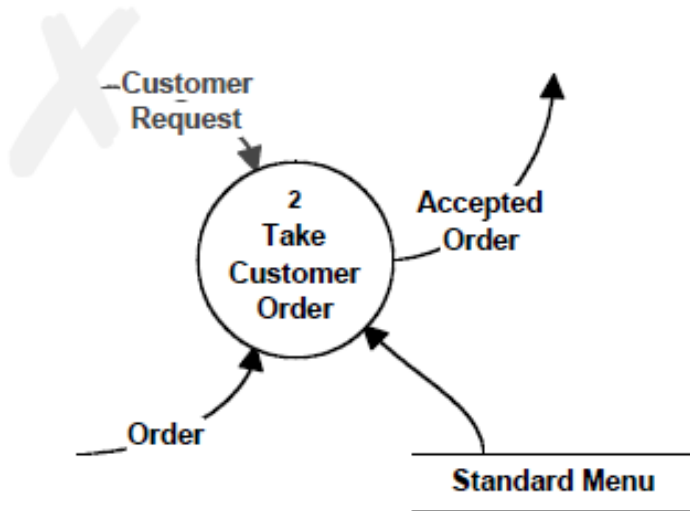 Customer
Request
2
Take
Customer
Order
Accepted
Order
Order
Standard Menu